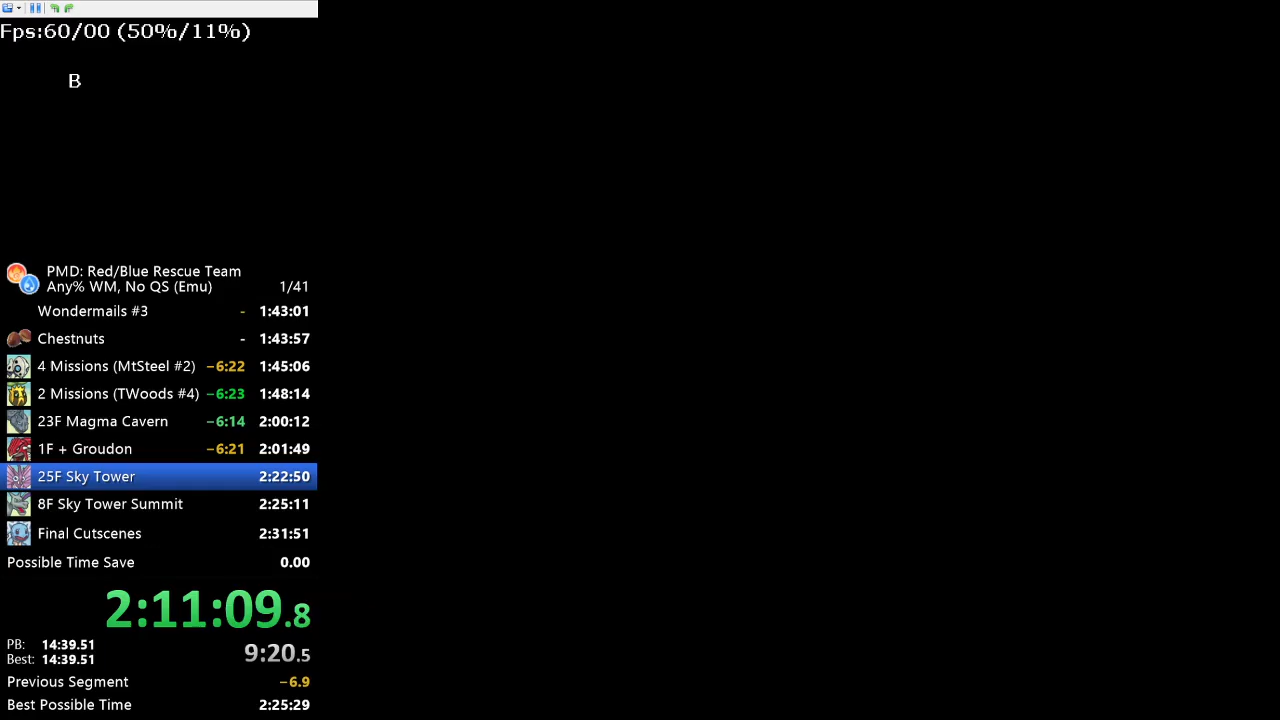 Fps:60/00 (50%/11%)
B
PMD: Red/Blue Rescue Team
Any% WM, No QS (Emu) 1/41
Wondermails #3 - 1:43:01
Chestnuts - 1:43:57
4 Missions (MtSteel #2) −6:22 1:45:06
2 Missions (TWoods #4) −6:23 1:48:14
23F Magma Cavern −6:14 2:00:12
1F + Groudon −6:21 2:01:49
25F Sky Tower 2:22:50
8F Sky Tower Summit 2:25:11
Final Cutscenes 2:31:51
Possible Time Save 0.00
2:11:09.8
PB: 14:39.51
Best: 14:39.51
9:20.5
Previous Segment −6.9
Best Possible Time 2:25:29